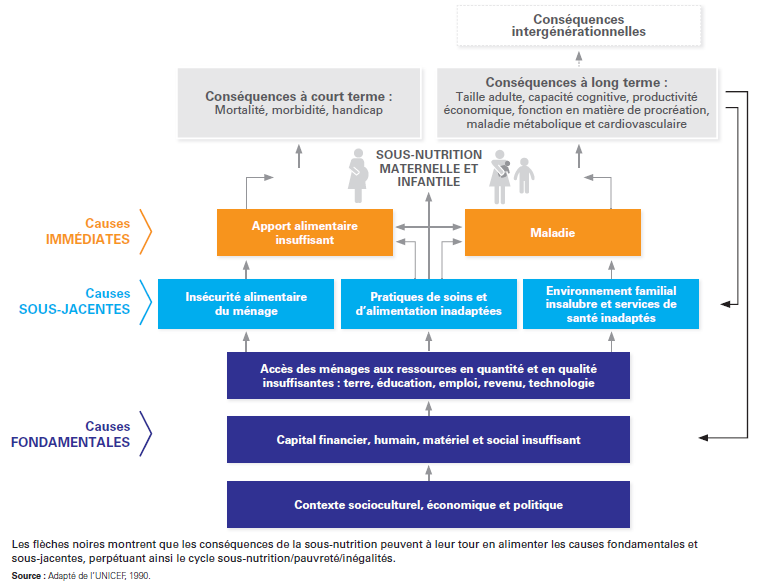 Conséquences
intergénérationnelles
Conséquences à court terme :
Mortalité, morbidité, handicap
Conséquences à long terme :
Taille adulte, capacité cognitive, productivité
économique, fonction en matière de procréation,
maladie métabolique et cardiovasculaire
SOUS-NUTRITION
MATERNELLE ET
INFANTILE
Causes
IMMÉDIATES
Apport alimentaire
insuffisant
Maladie
Causes
SOUS-JACENTES
Insécurité alimentaire
du ménage
Pratiques de soins et
d'alimentation inadaptées
Environnement familial
insalubre et services de
santé inadaptés
Accès des ménages aux ressources en quantité et en qualité
insuffisantes : terre, éducation, emploi, revenu, technologie
Causes
FONDAMENTALES
Capital financier, humain, matériel et social insuffisant
Contexte socioculturel, économique et politique
Les flèches noires montrent que les conséquences de la sous-nutrition peuvent à leur tour en alimenter les causes fondamentales et
sous-jacentes, perpétuant ainsi le cycle sous-nutrition/pauvreté/inégalités.
Source : Adapté de l'UNICEF, 1990.